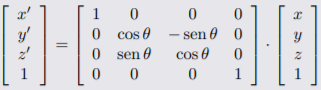 x′ 1 0 0 0 x
y′ = 0 cos θ − sen θ 0 · y
z′ 0 sen θ cos θ 0 z
1 0 0 0 1 1